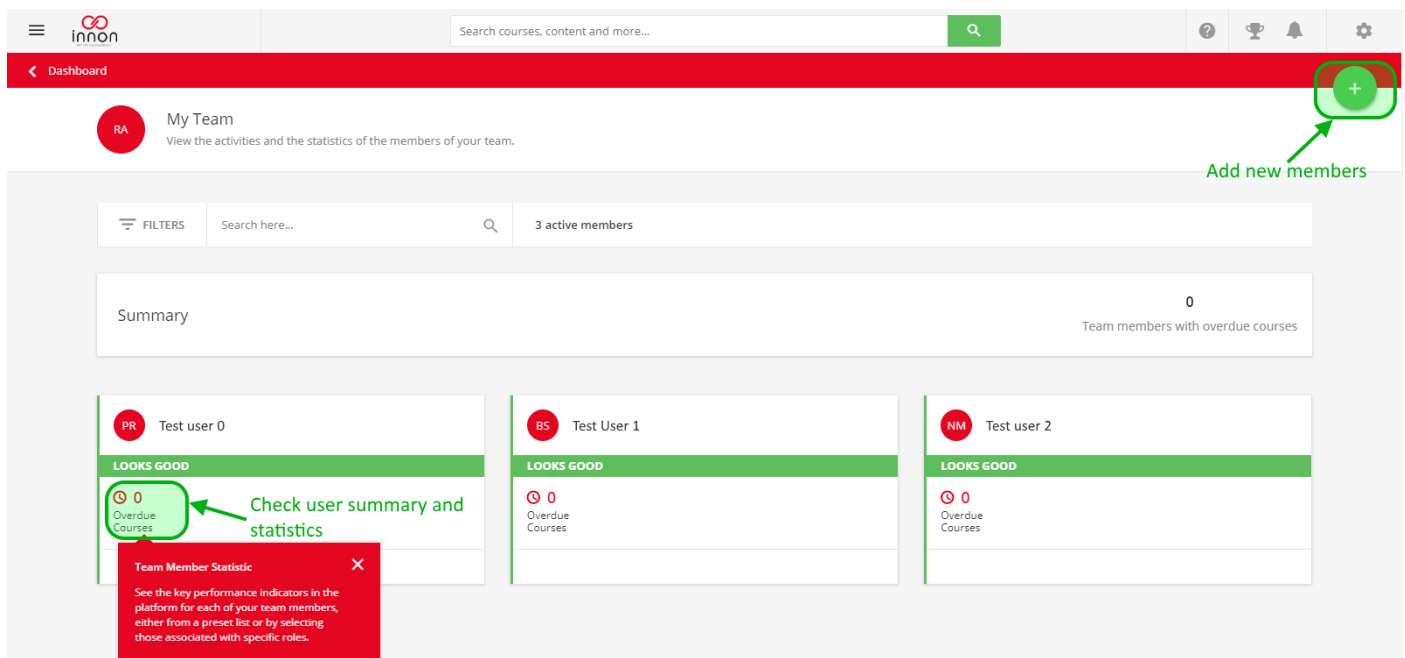 innon
Search courses, content and more...
Dashboard
+
RA
My Team
View the activities and the statistics of the members of your team.
Add new members
FILTERS
Search here...
3 active members
Summary
0
Team members with overdue courses
PR
Test user 0
BS
Test User 1
NM
Test user 2
LOOKS GOOD
LOOKS GOOD
LOOKS GOOD
0
Overdue
Courses
Check user summary and
statistics
0
Overdue
Courses
0
Overdue
Courses
Team Member Statistic
See the key performance indicators in the
platform for each of your team members,
either from a preset list or by selecting
those associated with specific roles.